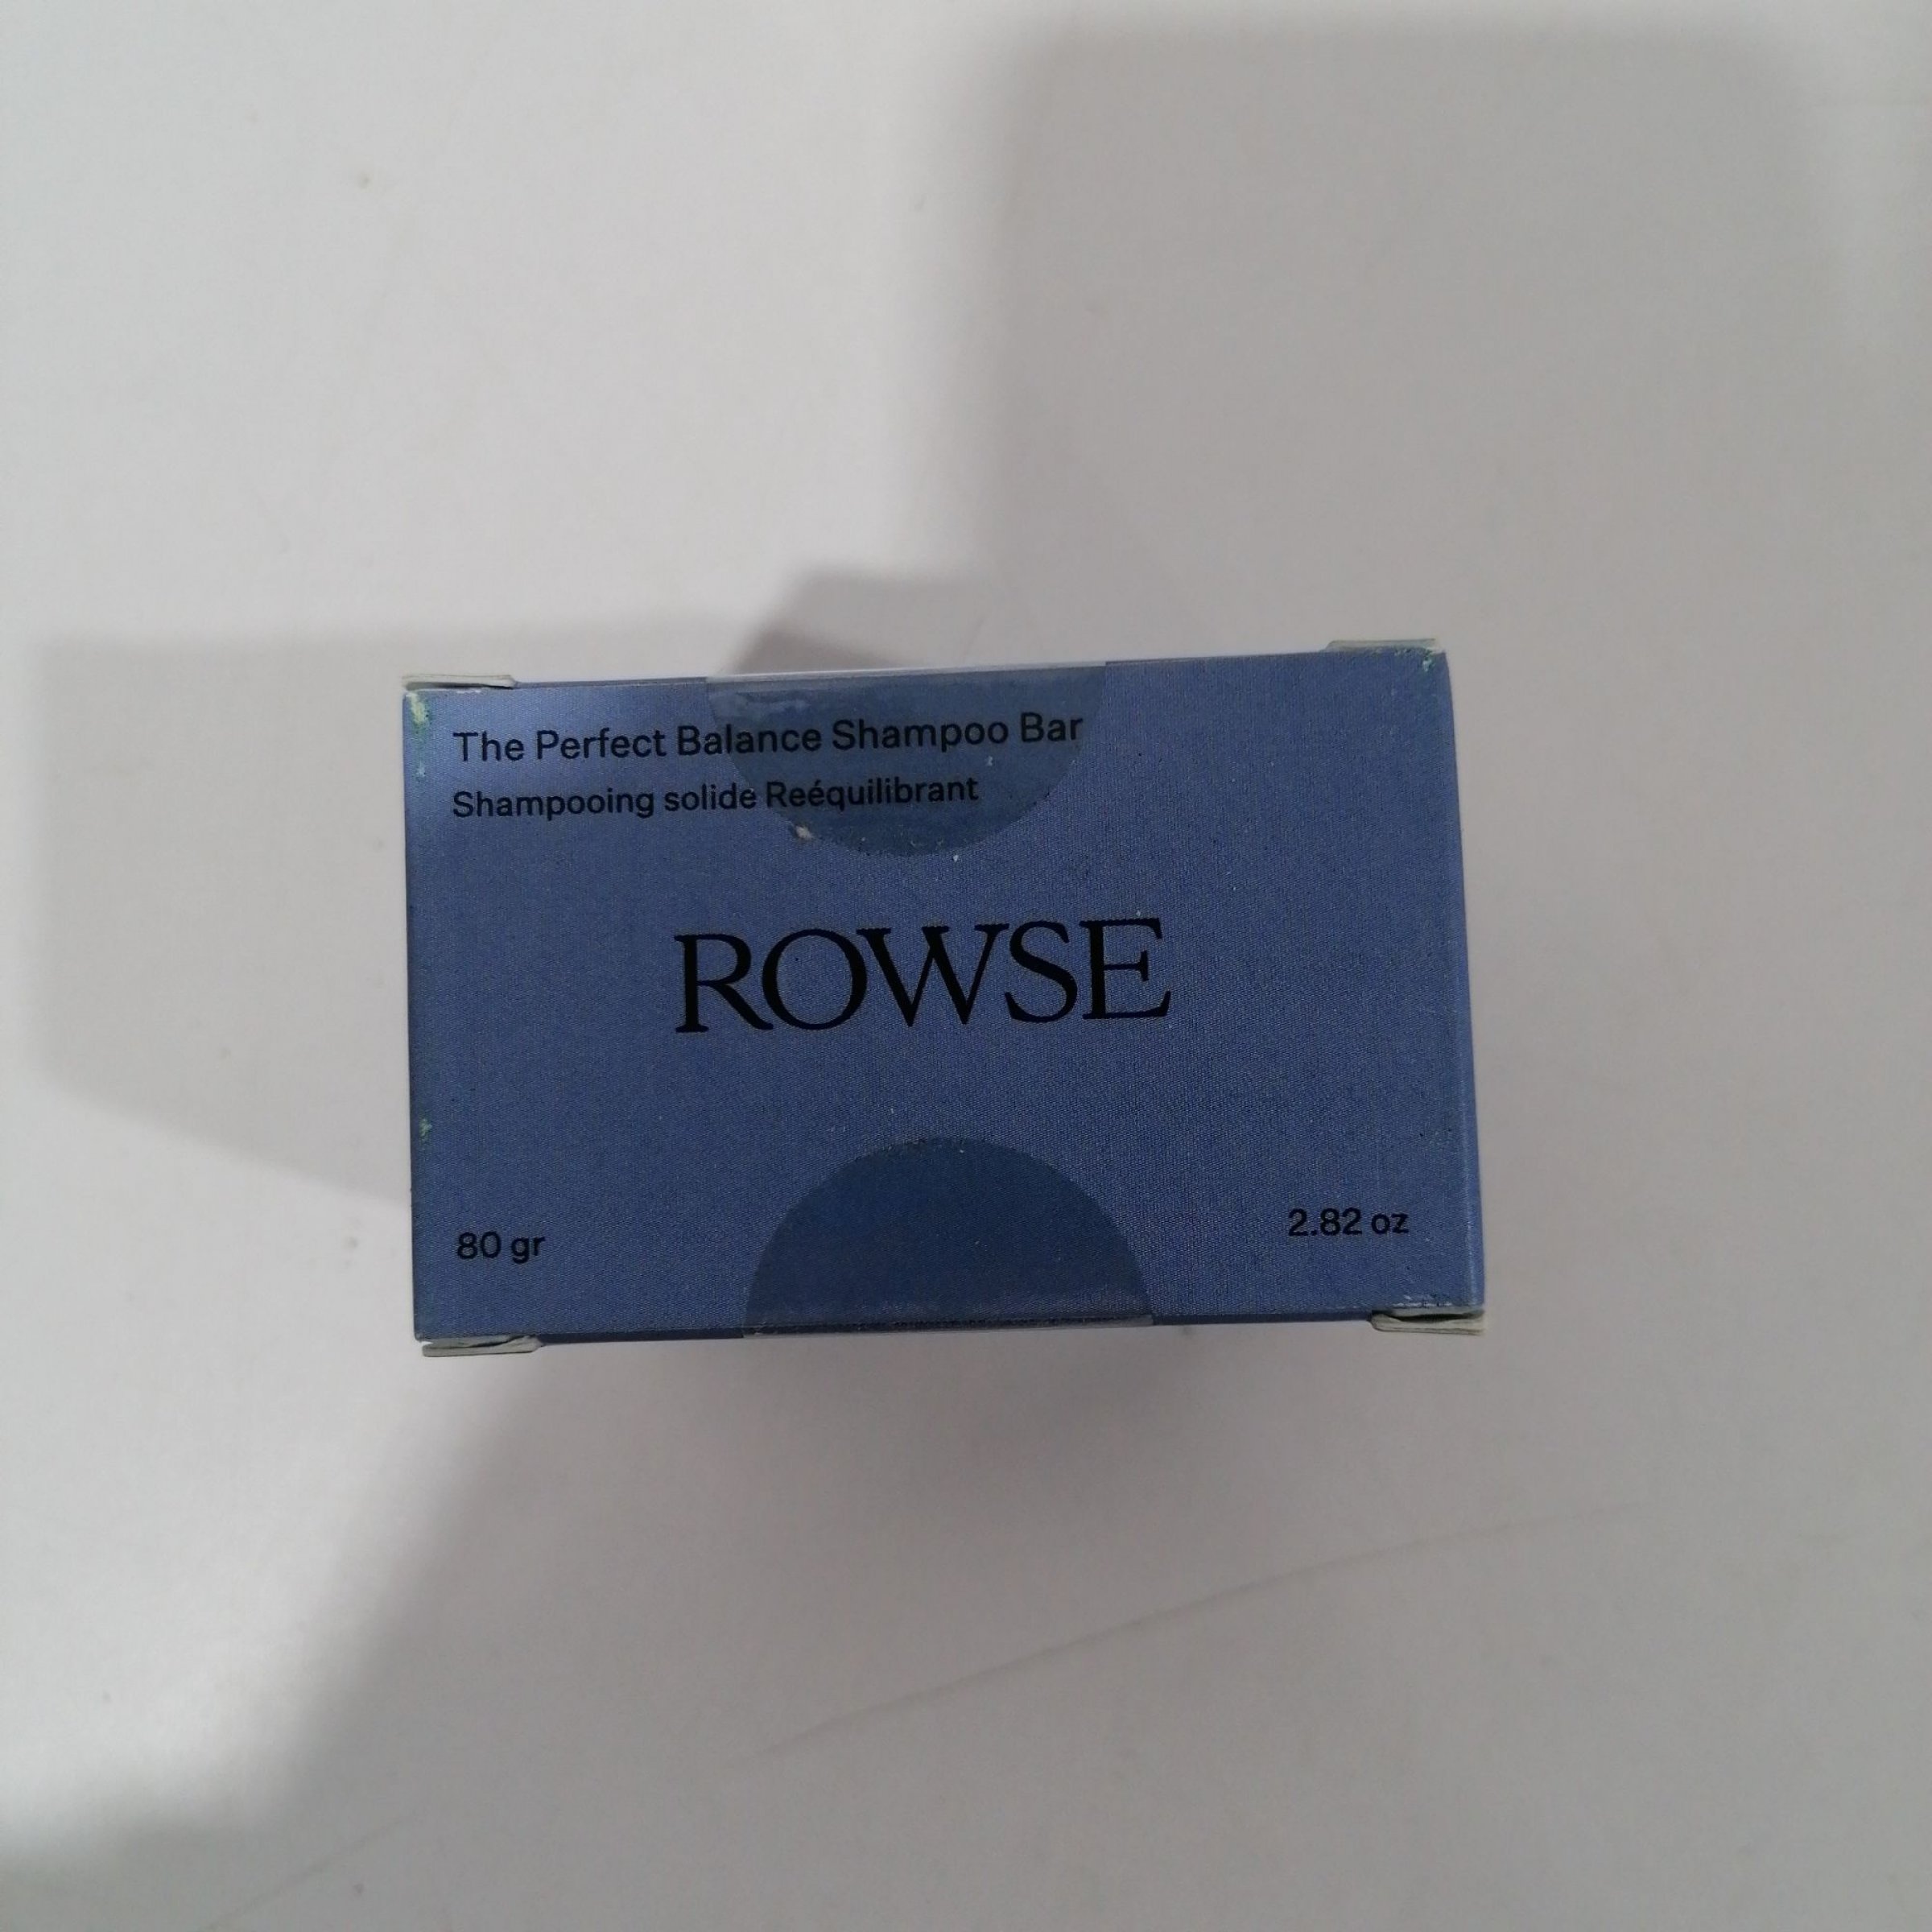 The Perfect Balance Shampoo Bar
Shampooing solide Reéquilibrant
ROWSE
80 gr
2.82 oz